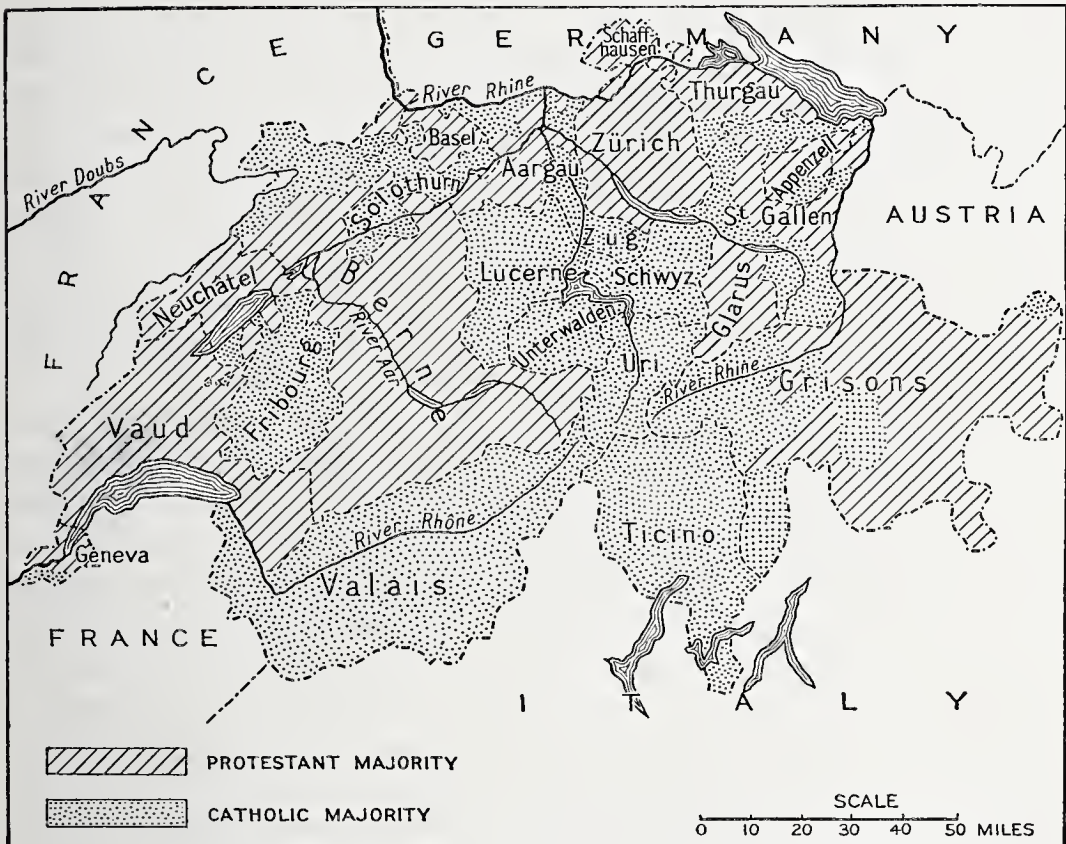 FRANCE
GERMANY
Schaff-
hausen
River Rhine
Thurgau
Basel
Zürich
River Doubs
Aargau
Appenzell
Solothurn
St Gallen
AUSTRIA
Zug
Neuchâtel
Lucerne
Schwyz
Berne
Glarus
Unterwalden
River Aar
Uri
River Rhine
Grisons
Fribourg
Vaud
River Rhône
Ticino
Geneva
Valais
FRANCE
ITALY
PROTESTANT MAJORITY
CATHOLIC MAJORITY
SCALE
0 10 20 30 40 50 MILES